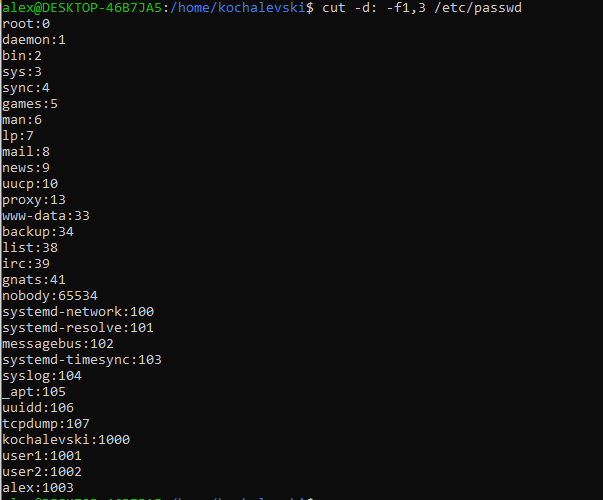 alex@DESKTOP-46B7JA5:/home/kochalevski$ cut -d: -f1,3 /etc/passwd
root:0
daemon:1
bin:2
sys:3
sync:4
games:5
man:6
lp:7
mail:8
news:9
uucp:10
proxy:13
www-data:33
backup:34
list:38
irc:39
gnats:41
nobody:65534
systemd-network:100
systemd-resolve:101
messagebus:102
systemd-timesync:103
syslog:104
_apt:105
uuidd:106
tcpdump:107
kochalevski:1000
user1:1001
user2:1002
alex:1003